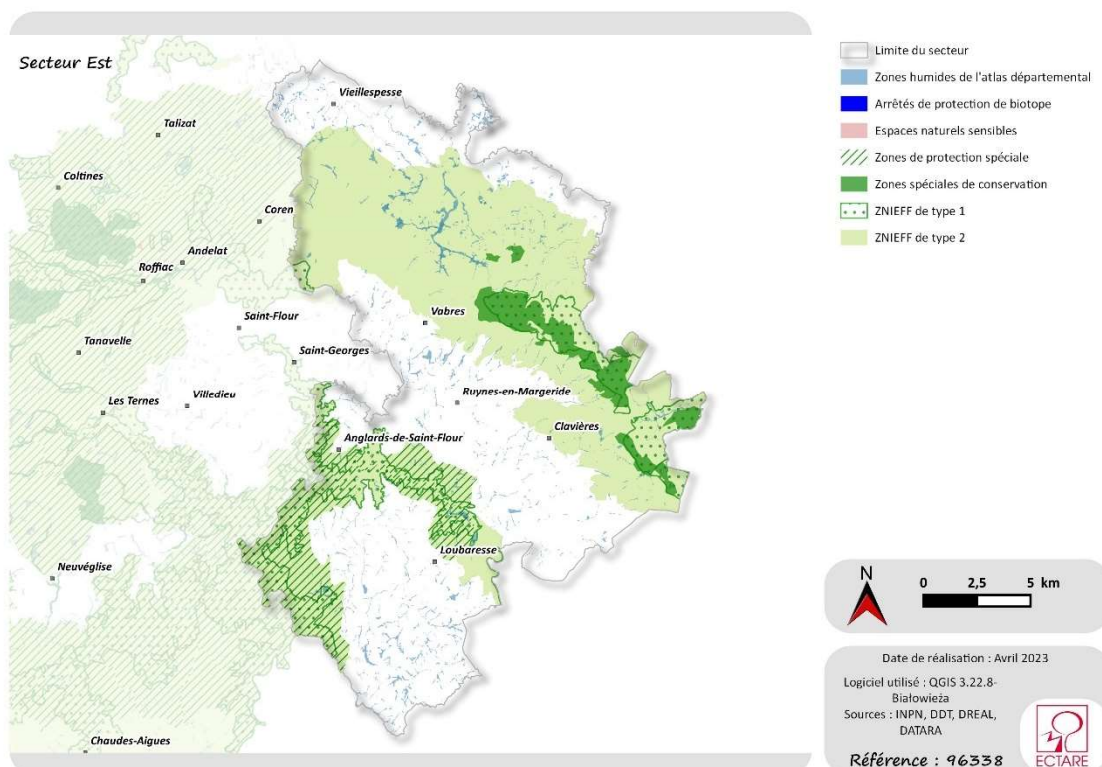 Secteur Est
Vieillespesse
Talizat
Coltines
Coren
Andelat
Roffiac
Saint-Flour
Vabres
Tanavelle
Saint-Georges
Les Ternes
Villedieu
Ruynes-en-Margeride
Clavières
Anglards-de-Saint-Flour
Loubaresse
Neuvéglise
Chaudes-Aigues
Limite du secteur
Zones humides de l'atlas départemental
Arrêtés de protection de biotope
Espaces naturels sensibles
Zones de protection spéciale
Zones spéciales de conservation
ZNIEFF de type 1
ZNIEFF de type 2
N
0 2,5 5 km
Date de réalisation : Avril 2023
Logiciel utilisé : QGIS 3.22.8-
Białowieża
Sources : INPN, DDT, DREAL,
DATARA
Référence : 96338
ECTARE